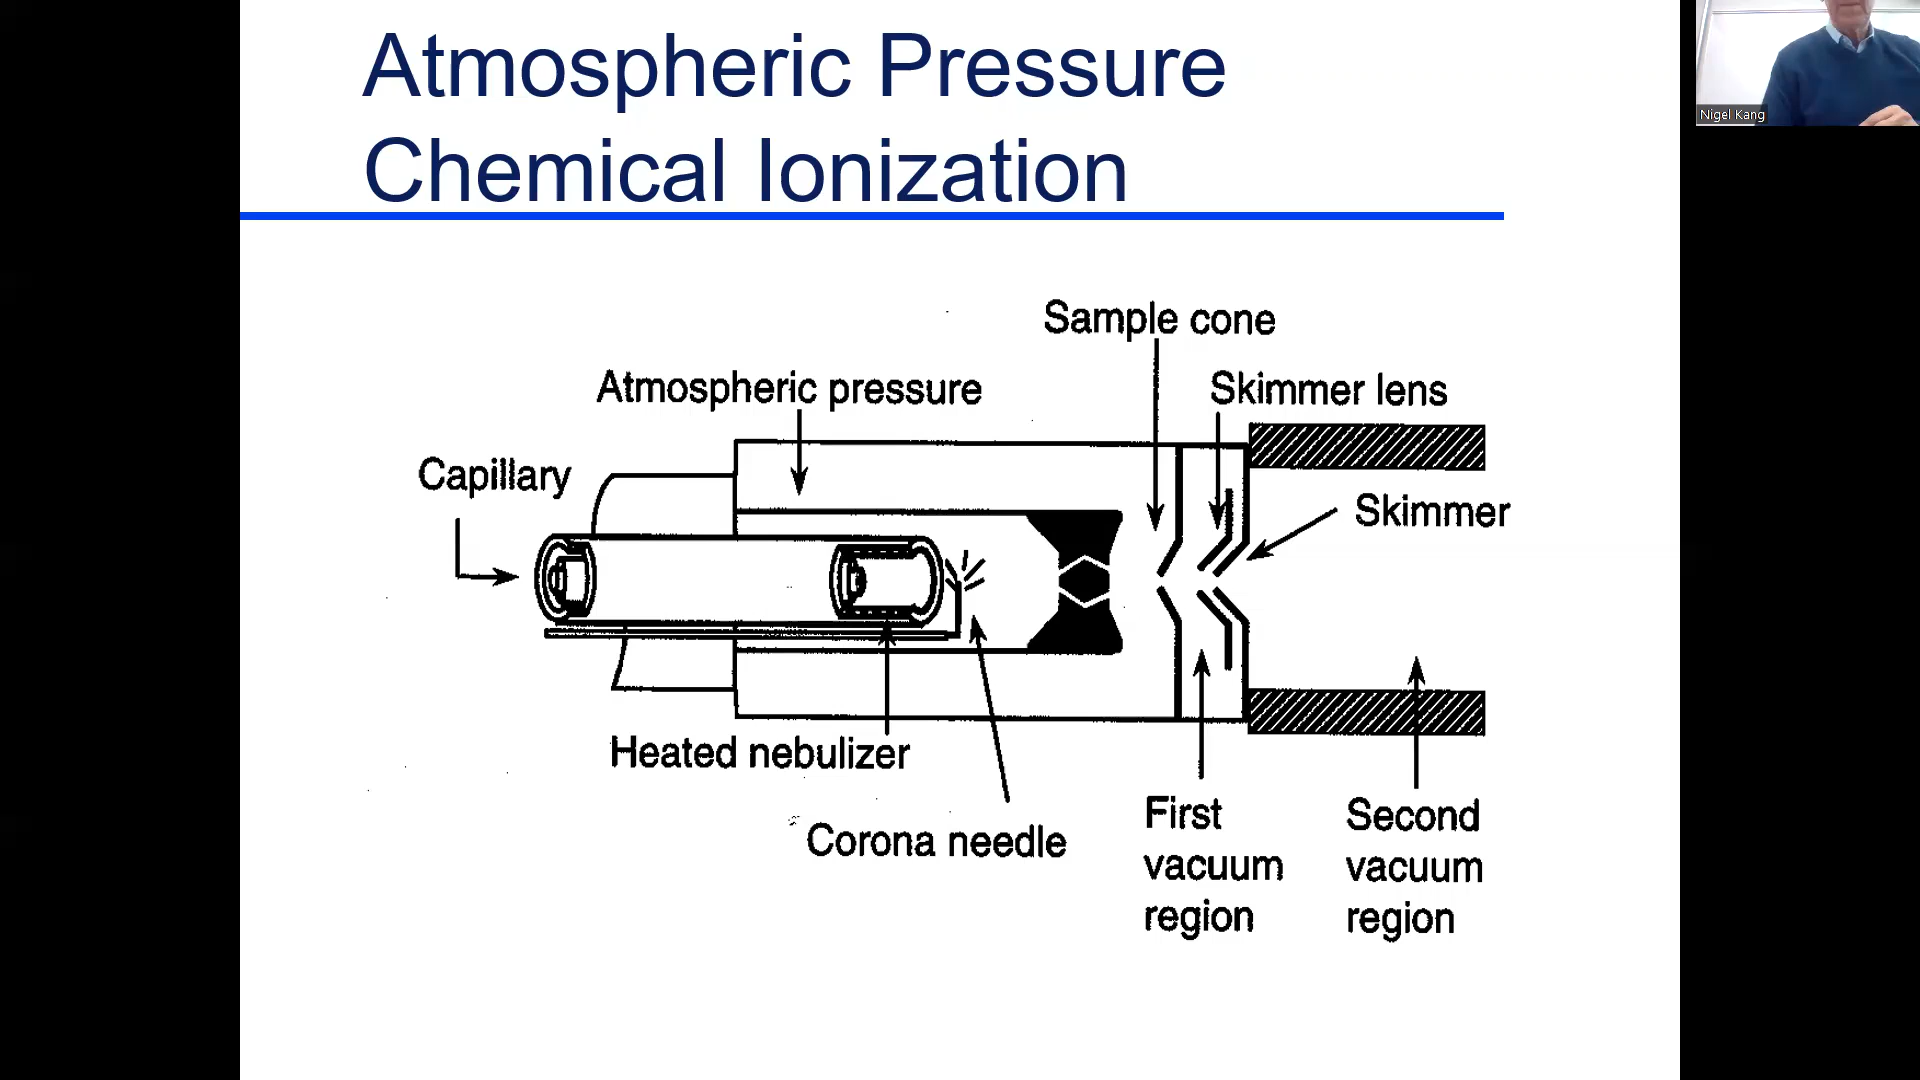 Atmospheric Pressure
Chemical Ionization
Nigel Kang
Sample cone
Atmospheric pressure
Skimmer lens
Capillary
Skimmer
Heated nebulizer
Corona needle
First
vacuum
region
Second
vacuum
region